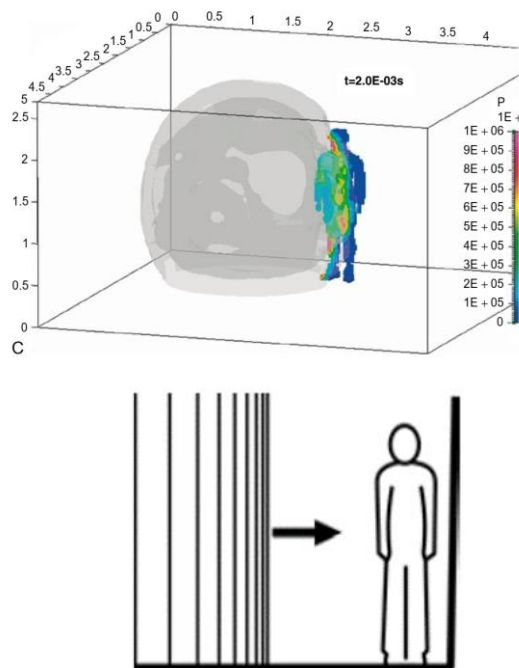 0 0.5 1 1.5 2 2.5 3 3.5 4 4.5
0 0.5 1 1.5 2 2.5 3 3.5 4
t=2.0E-03s
5
2.5
2
1.5
1
0.5
0
P
1E+
1E + 06
9E + 05
8E + 05
7E + 05
6E + 05
5E + 05
4E + 05
3E + 05
2E + 05
1E + 05
0
C